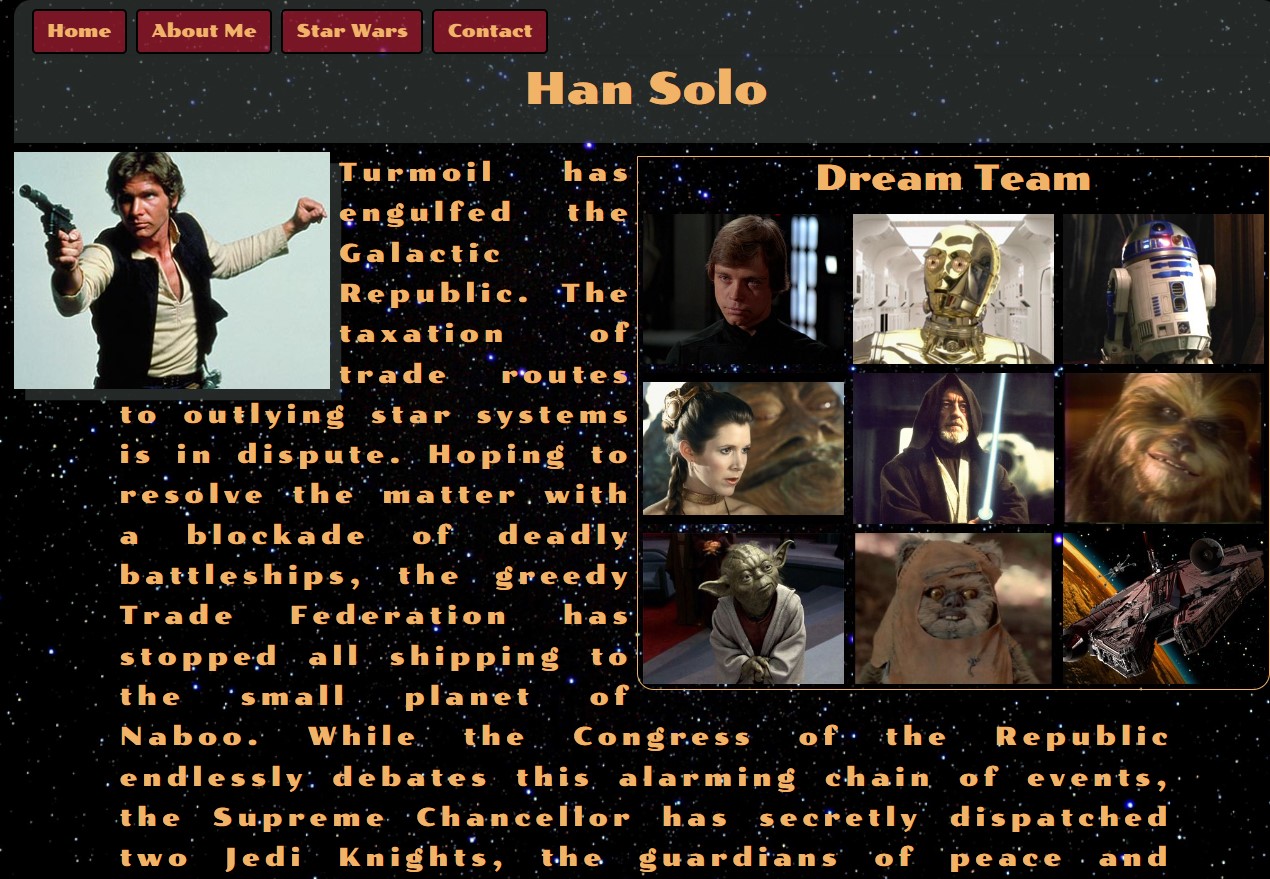 Home About Me Star Wars Contact
Han Solo
Turmoil has
engulfed the
Galactic
Republic. The
taxation of
trade routes
to outlying star systems
is in dispute. Hoping to
resolve the matter with
a blockade of deadly
battleships, the greedy
Trade Federation has
stopped all shipping to
the small planet of
Naboo. While the Congress of the Republic
endlessly debates this alarming chain of events,
the Supreme Chancellor has secretly dispatched
two Jedi Knights, the guardians of peace and
Dream Team